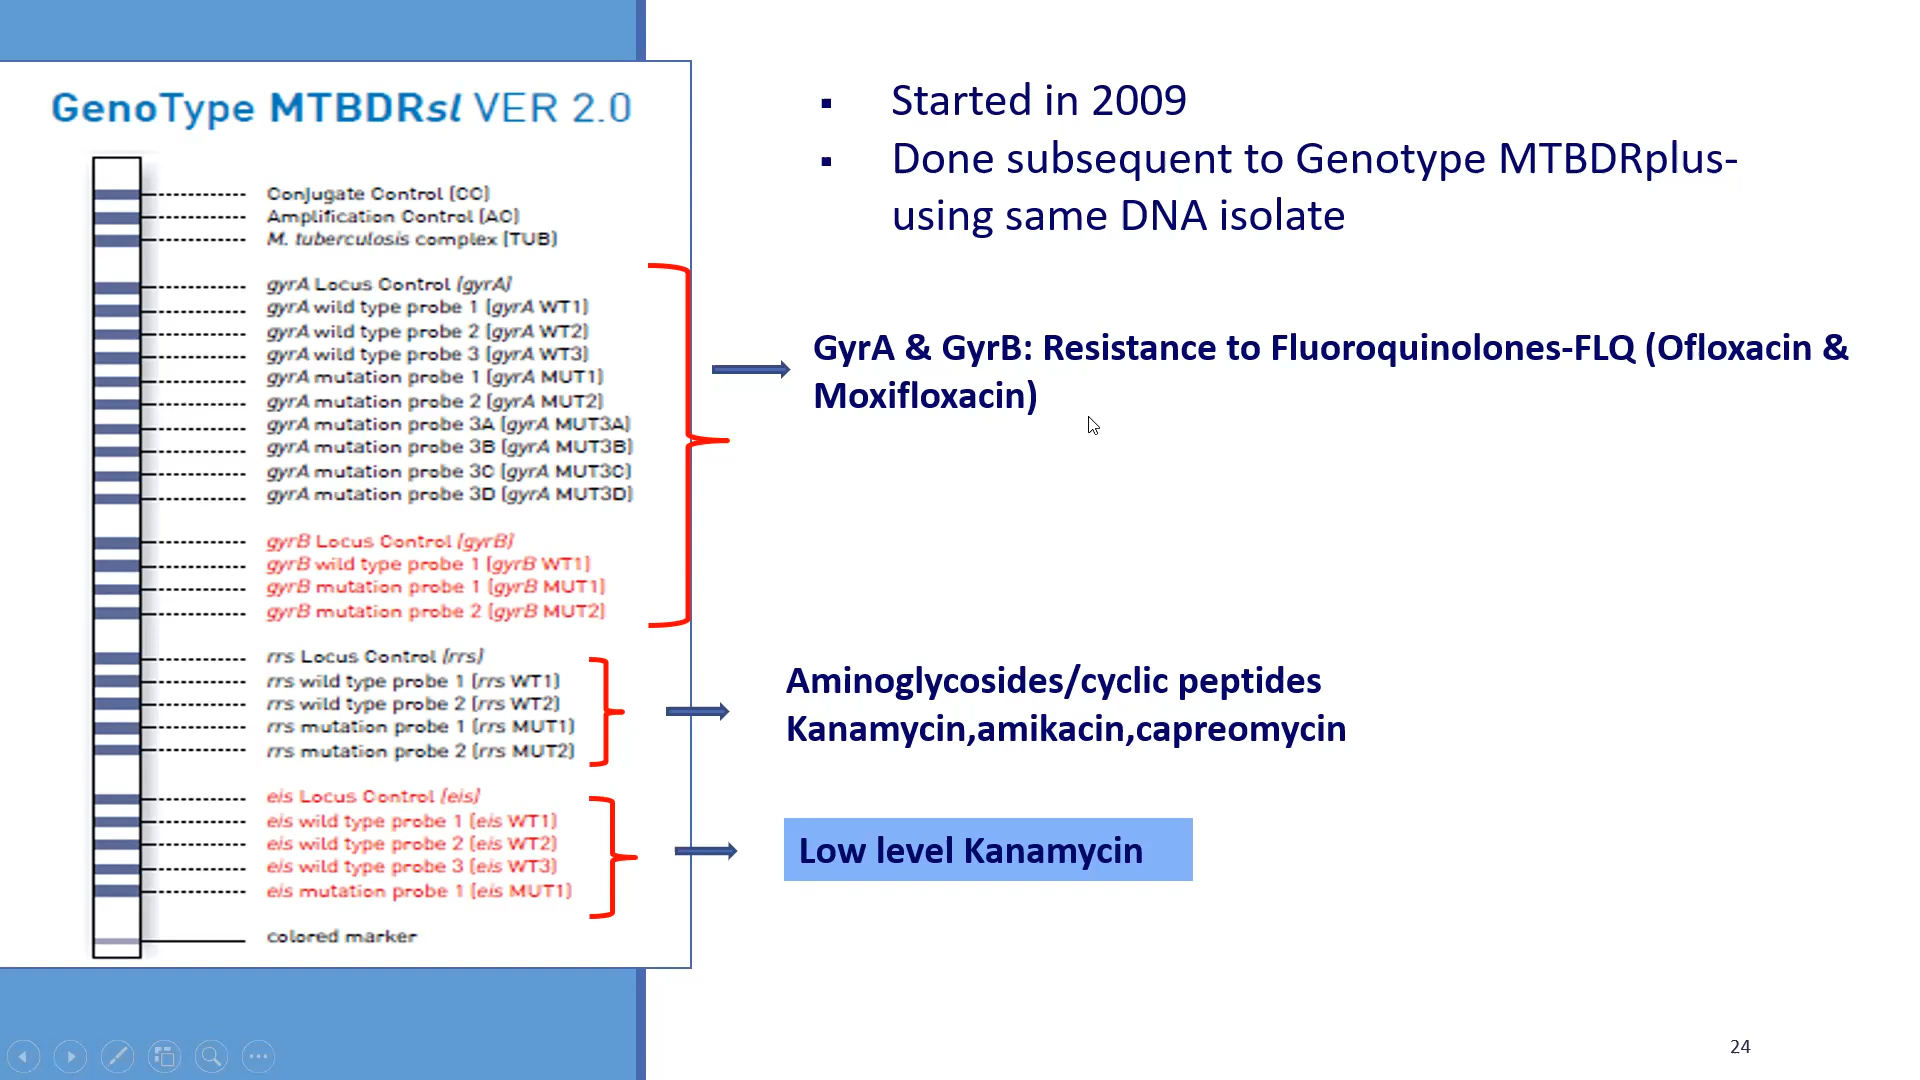 GenoType MTBDRsl VER 2.0
Conjugate Control (CC)
Amplification Control (AC)
M. tuberculosis complex (TUB)
gyrA Locus Control (gyrA)
gyrA wild type probe 1 (gyrA WT1)
gyrA wild type probe 2 (gyrA WT2)
gyrA wild type probe 3 (gyrA WT3)
gyrA mutation probe 1 (gyrA MUT1)
gyrA mutation probe 2 (gyrA MUT2)
gyrA mutation probe 3A (gyrA MUT3A)
gyrA mutation probe 3B (gyrA MUT3B)
gyrA mutation probe 3C (gyrA MUT3C)
gyrA mutation probe 3D (gyrA MUT3D)
gyrB Locus Control (gyrB)
gyrB wild type probe 1 (gyrB WT1)
gyrB mutation probe 1 (gyrB MUT1)
gyrB mutation probe 2 (gyrB MUT2)
rrs Locus Control (rrs)
rrs wild type probe 1 (rrs WT1)
rrs wild type probe 2 (rrs WT2)
rrs mutation probe 1 (rrs MUT1)
rrs mutation probe 2 (rrs MUT2)
eis Locus Control (eis)
eis wild type probe 1 (eis WT1)
eis wild type probe 2 (eis WT2)
eis wild type probe 3 (eis WT3)
eis mutation probe 1 (eis MUT1)
colored marker
▪ Started in 2009
▪ Done subsequent to Genotype MTBDRplus-
using same DNA isolate
GyrA & GyrB: Resistance to Fluoroquinolones-FLQ (Ofloxacin &
Moxifloxacin)
Aminoglycosides/cyclic peptides
Kanamycin,amikacin,capreomycin
Low level Kanamycin
24